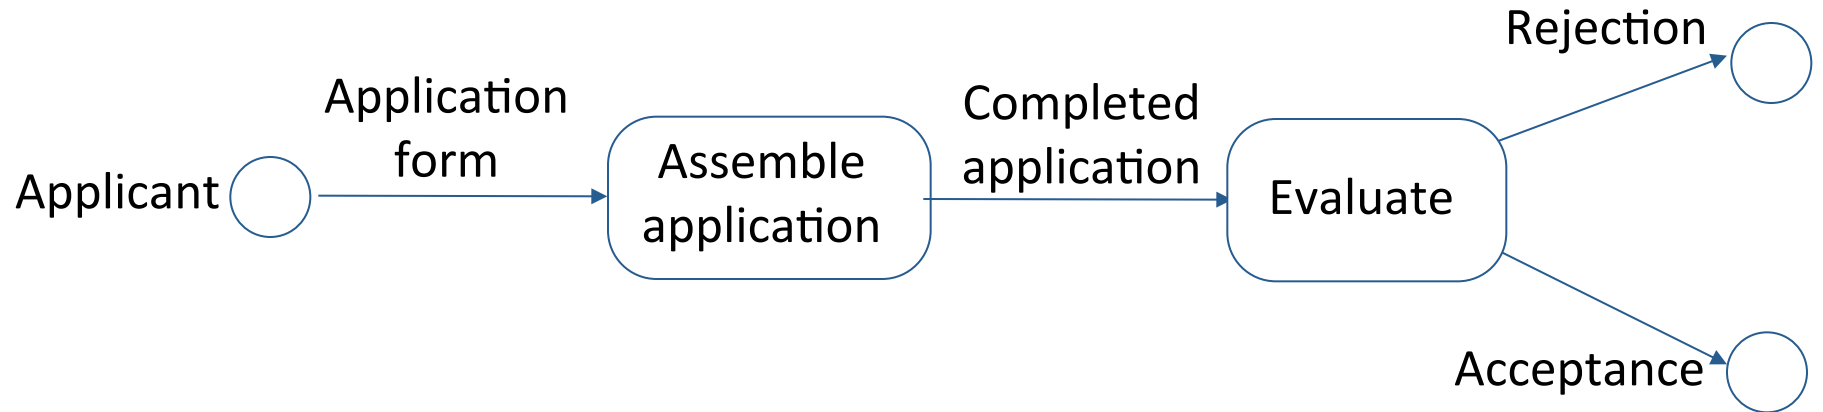 Applicant
Application
form
Assemble
application
Completed
application
Evaluate
Rejection
Acceptance